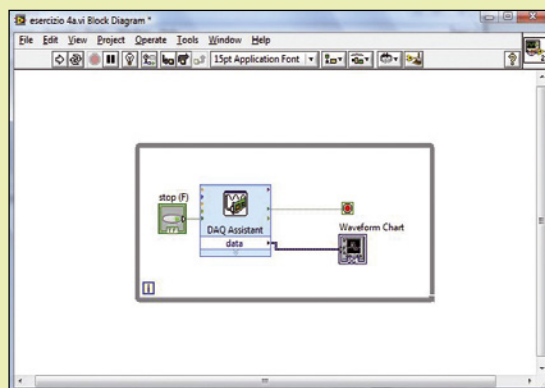 esercizio 4a.vi Block Diagram *
File Edit View Project Operate Tools Window Help
15pt Application Font
stop (F)
DAQ Assistant
data
Waveform Chart
i